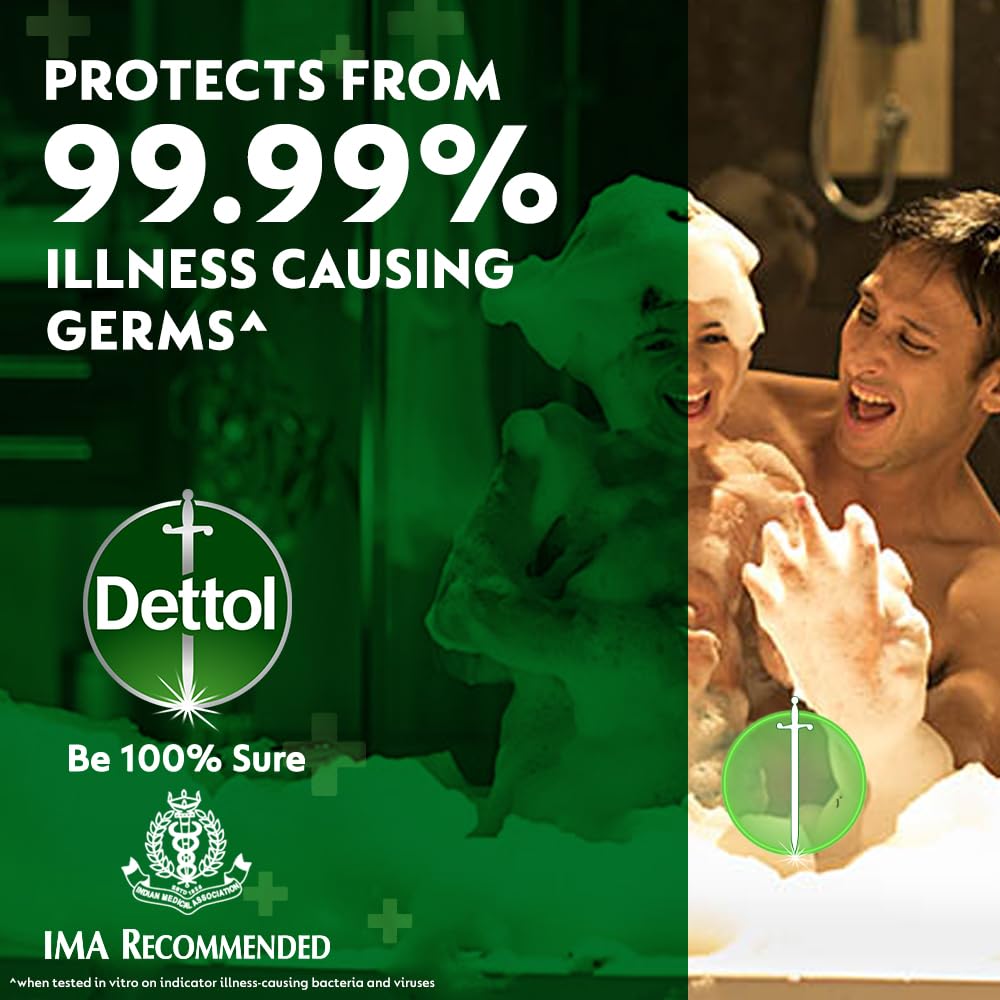 PROTECTS FROM
99.99%
ILLNESS CAUSING
GERMS^
Dettol
Be 100% Sure
ESTD 1928
INDIAN MEDICAL ASSOCIATION
IMA RECOMMENDED
^when tested in vitro on indicator illness-causing bacteria and viruses